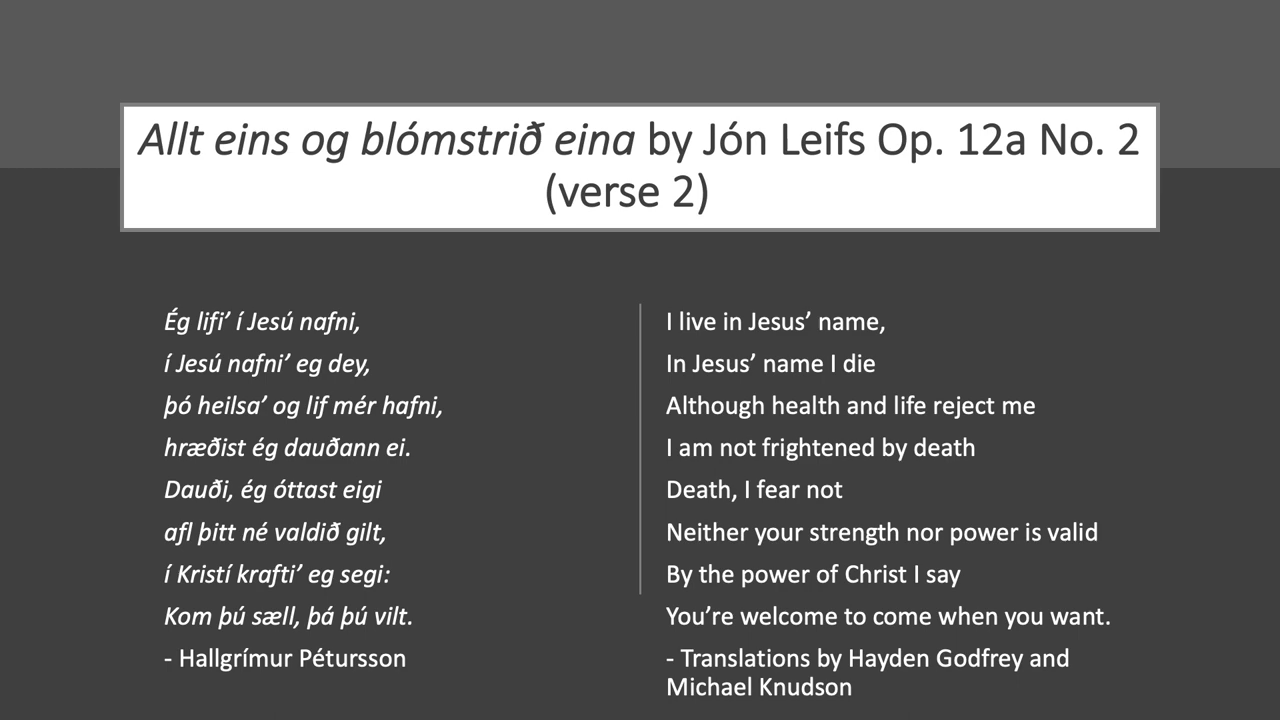 Allt eins og blómstrið eina by Jón Leifs Op. 12a No. 2
(verse 2)
Ég lifi’ í Jesú nafni,
í Jesú nafni’ eg dey,
þó heilsa’ og lif mér hafni,
hræðist ég dauðann ei.
Dauði, ég óttast eigi
afl þitt né valdið gilt,
í Kristí krafti’ eg segi:
Kom þú sæll, þá þú vilt.
- Hallgrímur Pétursson
I live in Jesus’ name,
In Jesus’ name I die
Although health and life reject me
I am not frightened by death
Death, I fear not
Neither your strength nor power is valid
By the power of Christ I say
You’re welcome to come when you want.
- Translations by Hayden Godfrey and
Michael Knudson